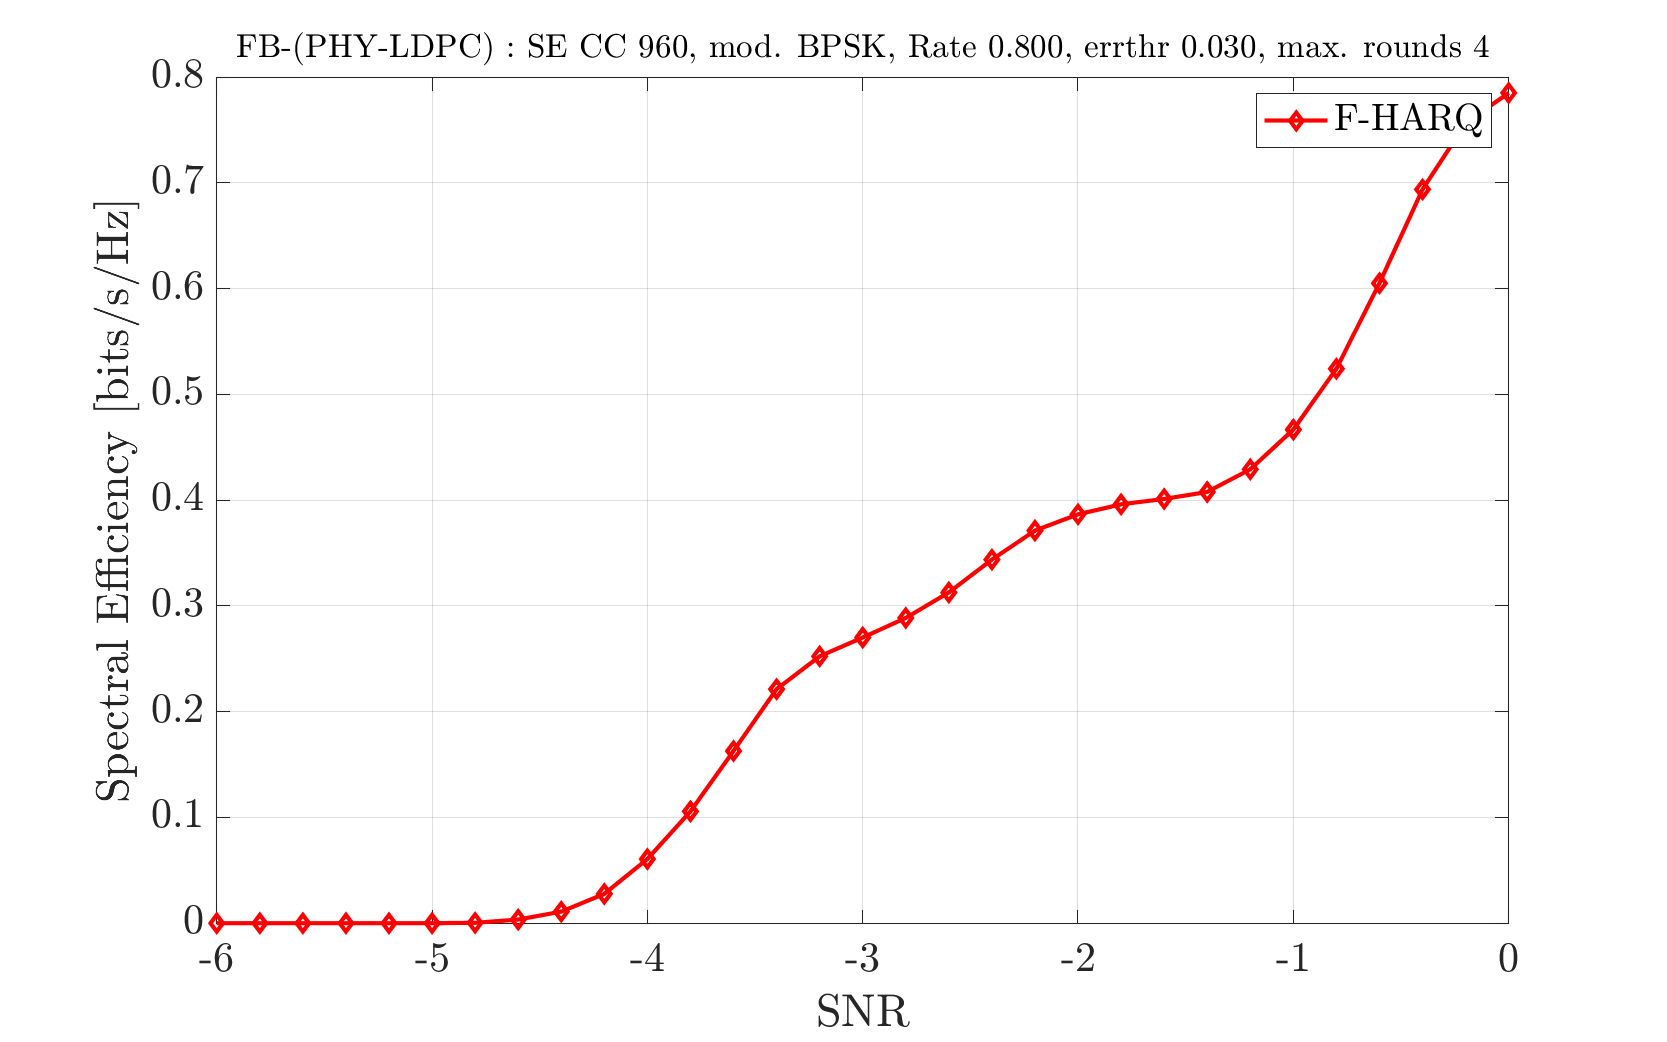 FB-(PHY-LDPC) : SE CC 960, mod. BPSK, Rate 0.800, errthr 0.030, max. rounds 4
F-HARQ
0.8
0.7
0.6
0.5
0.4
0.3
0.2
0.1
0
Spectral Efficiency [bits/s/Hz]
-6 -5 -4 -3 -2 -1 0
SNR